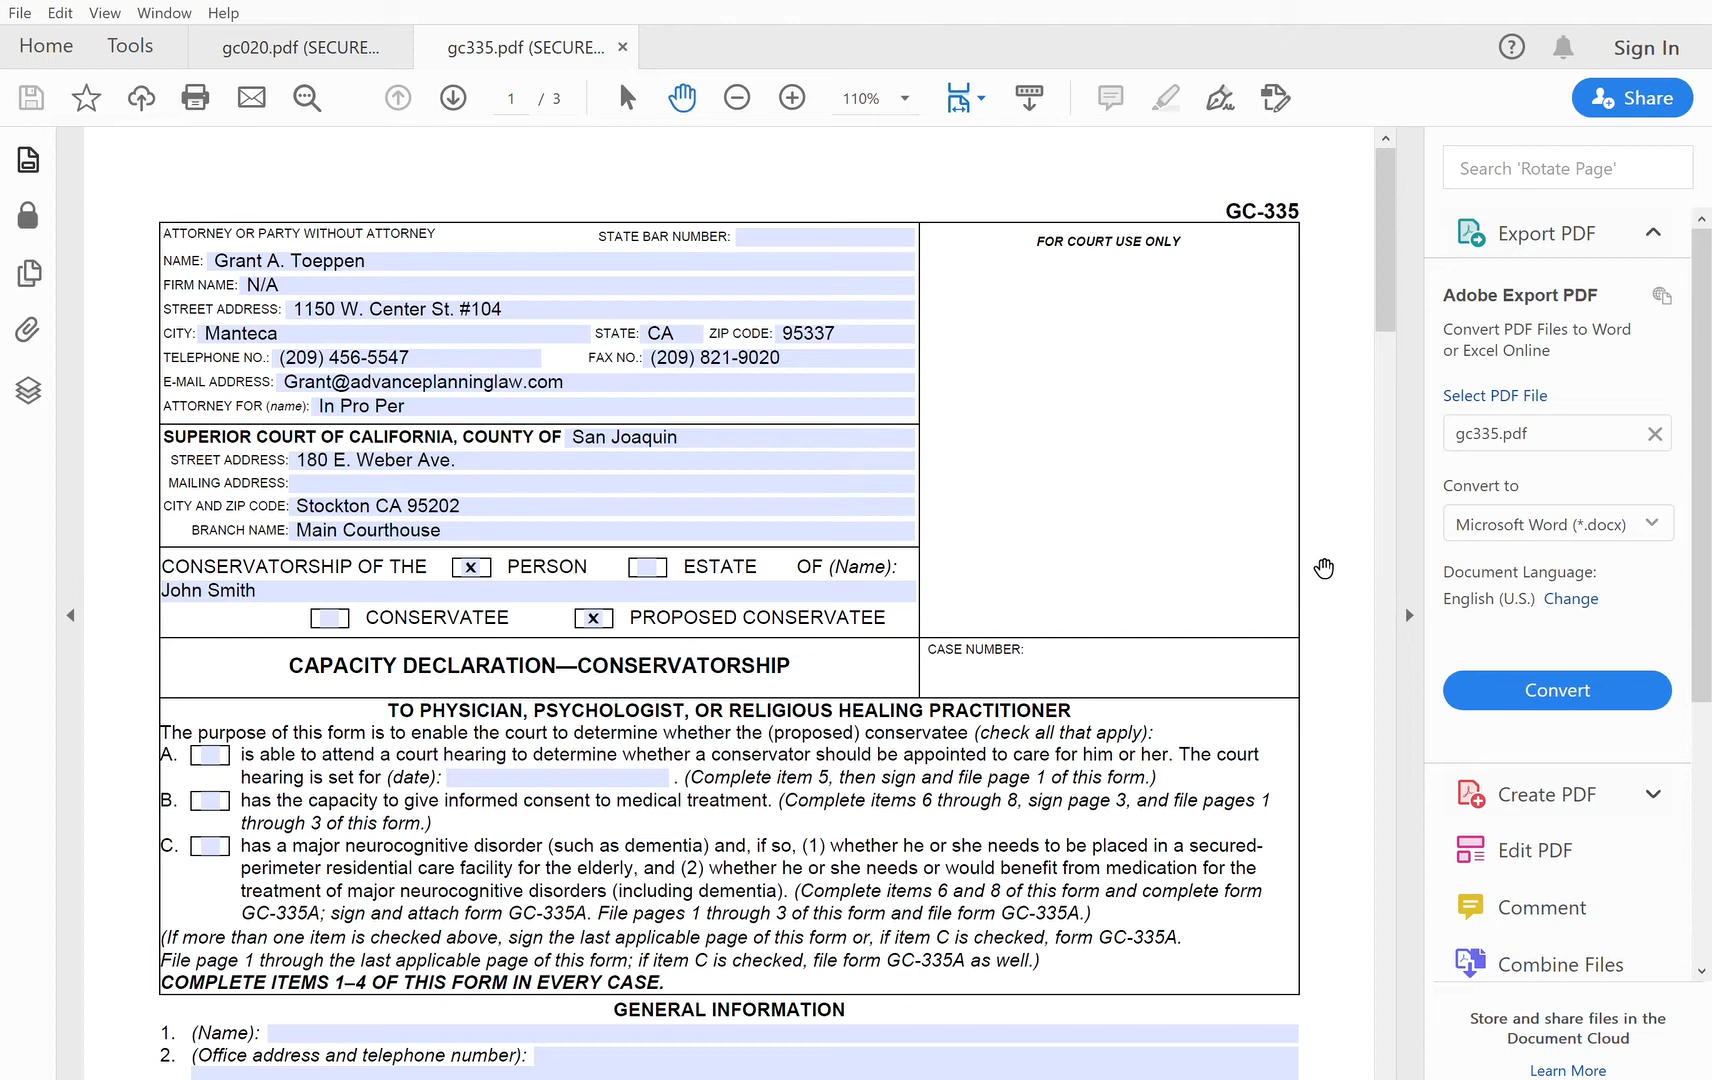 File Edit View Window Help
Home Tools gc020.pdf (SECURE... gc335.pdf (SECURE... × Sign In
1 / 3 110% Share
Search 'Rotate Page'
GC-335
ATTORNEY OR PARTY WITHOUT ATTORNEY STATE BAR NUMBER:
FOR COURT USE ONLY
NAME: Grant A. Toeppen
FIRM NAME: N/A
STREET ADDRESS: 1150 W. Center St. #104
CITY: Manteca STATE: CA ZIP CODE: 95337
TELEPHONE NO.: (209) 456-5547 FAX NO.: (209) 821-9020
E-MAIL ADDRESS: Grant@advanceplanninglaw.com
ATTORNEY FOR (name): In Pro Per
SUPERIOR COURT OF CALIFORNIA, COUNTY OF San Joaquin
STREET ADDRESS: 180 E. Weber Ave.
MAILING ADDRESS:
CITY AND ZIP CODE: Stockton CA 95202
BRANCH NAME: Main Courthouse
CONSERVATORSHIP OF THE x PERSON ESTATE OF (Name):
John Smith
CONSERVATEE x PROPOSED CONSERVATEE
CAPACITY DECLARATION—CONSERVATORSHIP
CASE NUMBER:
TO PHYSICIAN, PSYCHOLOGIST, OR RELIGIOUS HEALING PRACTITIONER
The purpose of this form is to enable the court to determine whether the (proposed) conservatee (check all that apply):
A. is able to attend a court hearing to determine whether a conservator should be appointed to care for him or her. The court
hearing is set for (date): . (Complete item 5, then sign and file page 1 of this form.)
B. has the capacity to give informed consent to medical treatment. (Complete items 6 through 8, sign page 3, and file pages 1
through 3 of this form.)
C. has a major neurocognitive disorder (such as dementia) and, if so, (1) whether he or she needs to be placed in a secured-
perimeter residential care facility for the elderly, and (2) whether he or she needs or would benefit from medication for the
treatment of major neurocognitive disorders (including dementia). (Complete items 6 and 8 of this form and complete form
GC-335A; sign and attach form GC-335A. File pages 1 through 3 of this form and file form GC-335A.)
(If more than one item is checked above, sign the last applicable page of this form or, if item C is checked, form GC-335A.
File page 1 through the last applicable page of this form; if item C is checked, file form GC-335A as well.)
COMPLETE ITEMS 1–4 OF THIS FORM IN EVERY CASE.
GENERAL INFORMATION
1. (Name):
2. (Office address and telephone number):
Export PDF
Adobe Export PDF
Convert PDF Files to Word
or Excel Online
Select PDF File
gc335.pdf
Convert to
Microsoft Word (*.docx)
Document Language:
English (U.S.) Change
Convert
Create PDF
Edit PDF
Comment
Combine Files
Store and share files in the
Document Cloud
Learn More